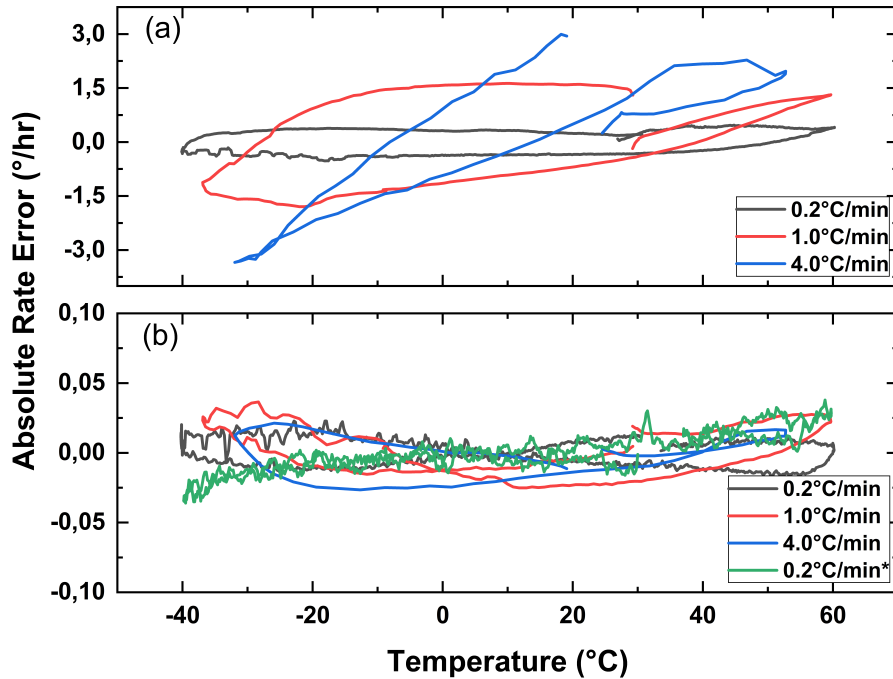 (a)
3,0
1,5
0,0
-1,5
-3,0
0.2°C/min
1.0°C/min
4.0°C/min
Absolute Rate Error (°/hr)
(b)
0,10
0,05
0,00
-0,05
-0,10
0.2°C/min
1.0°C/min
4.0°C/min
0.2°C/min*
-40 -20 0 20 40 60
Temperature (°C)